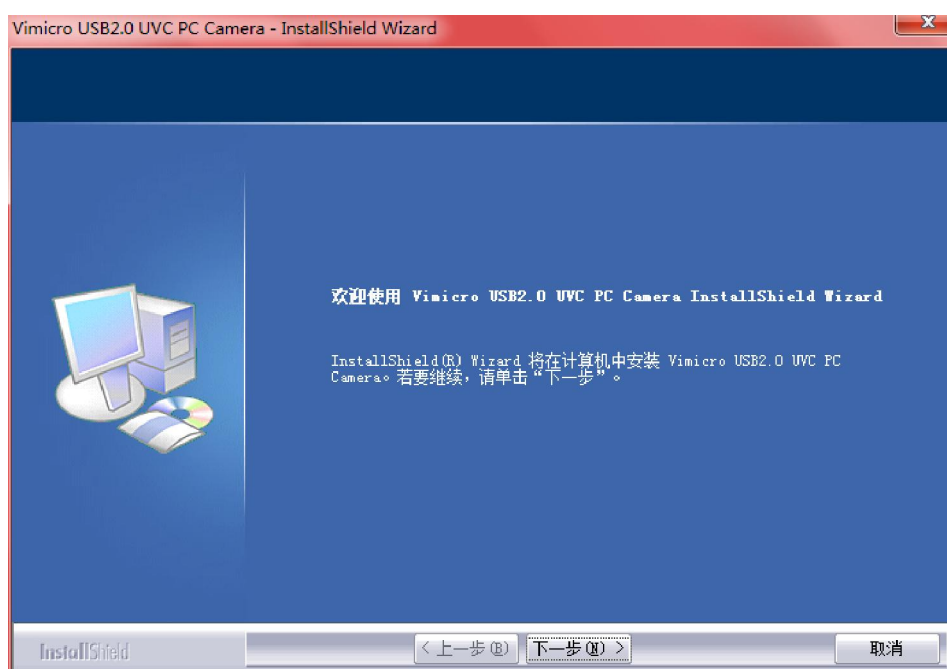 Vimicro USB2.0 UVC PC Camera - InstallShield Wizard
欢迎使用 Vimicro USB2.0 UVC PC Camera InstallShield Wizard
InstallShield(R) Wizard 将在计算机中安装 Vimicro USB2.0 UVC PC
Camera。若要继续，请单击“下一步”。
InstallShield
< 上一步(B)
下一步(N) >
取消